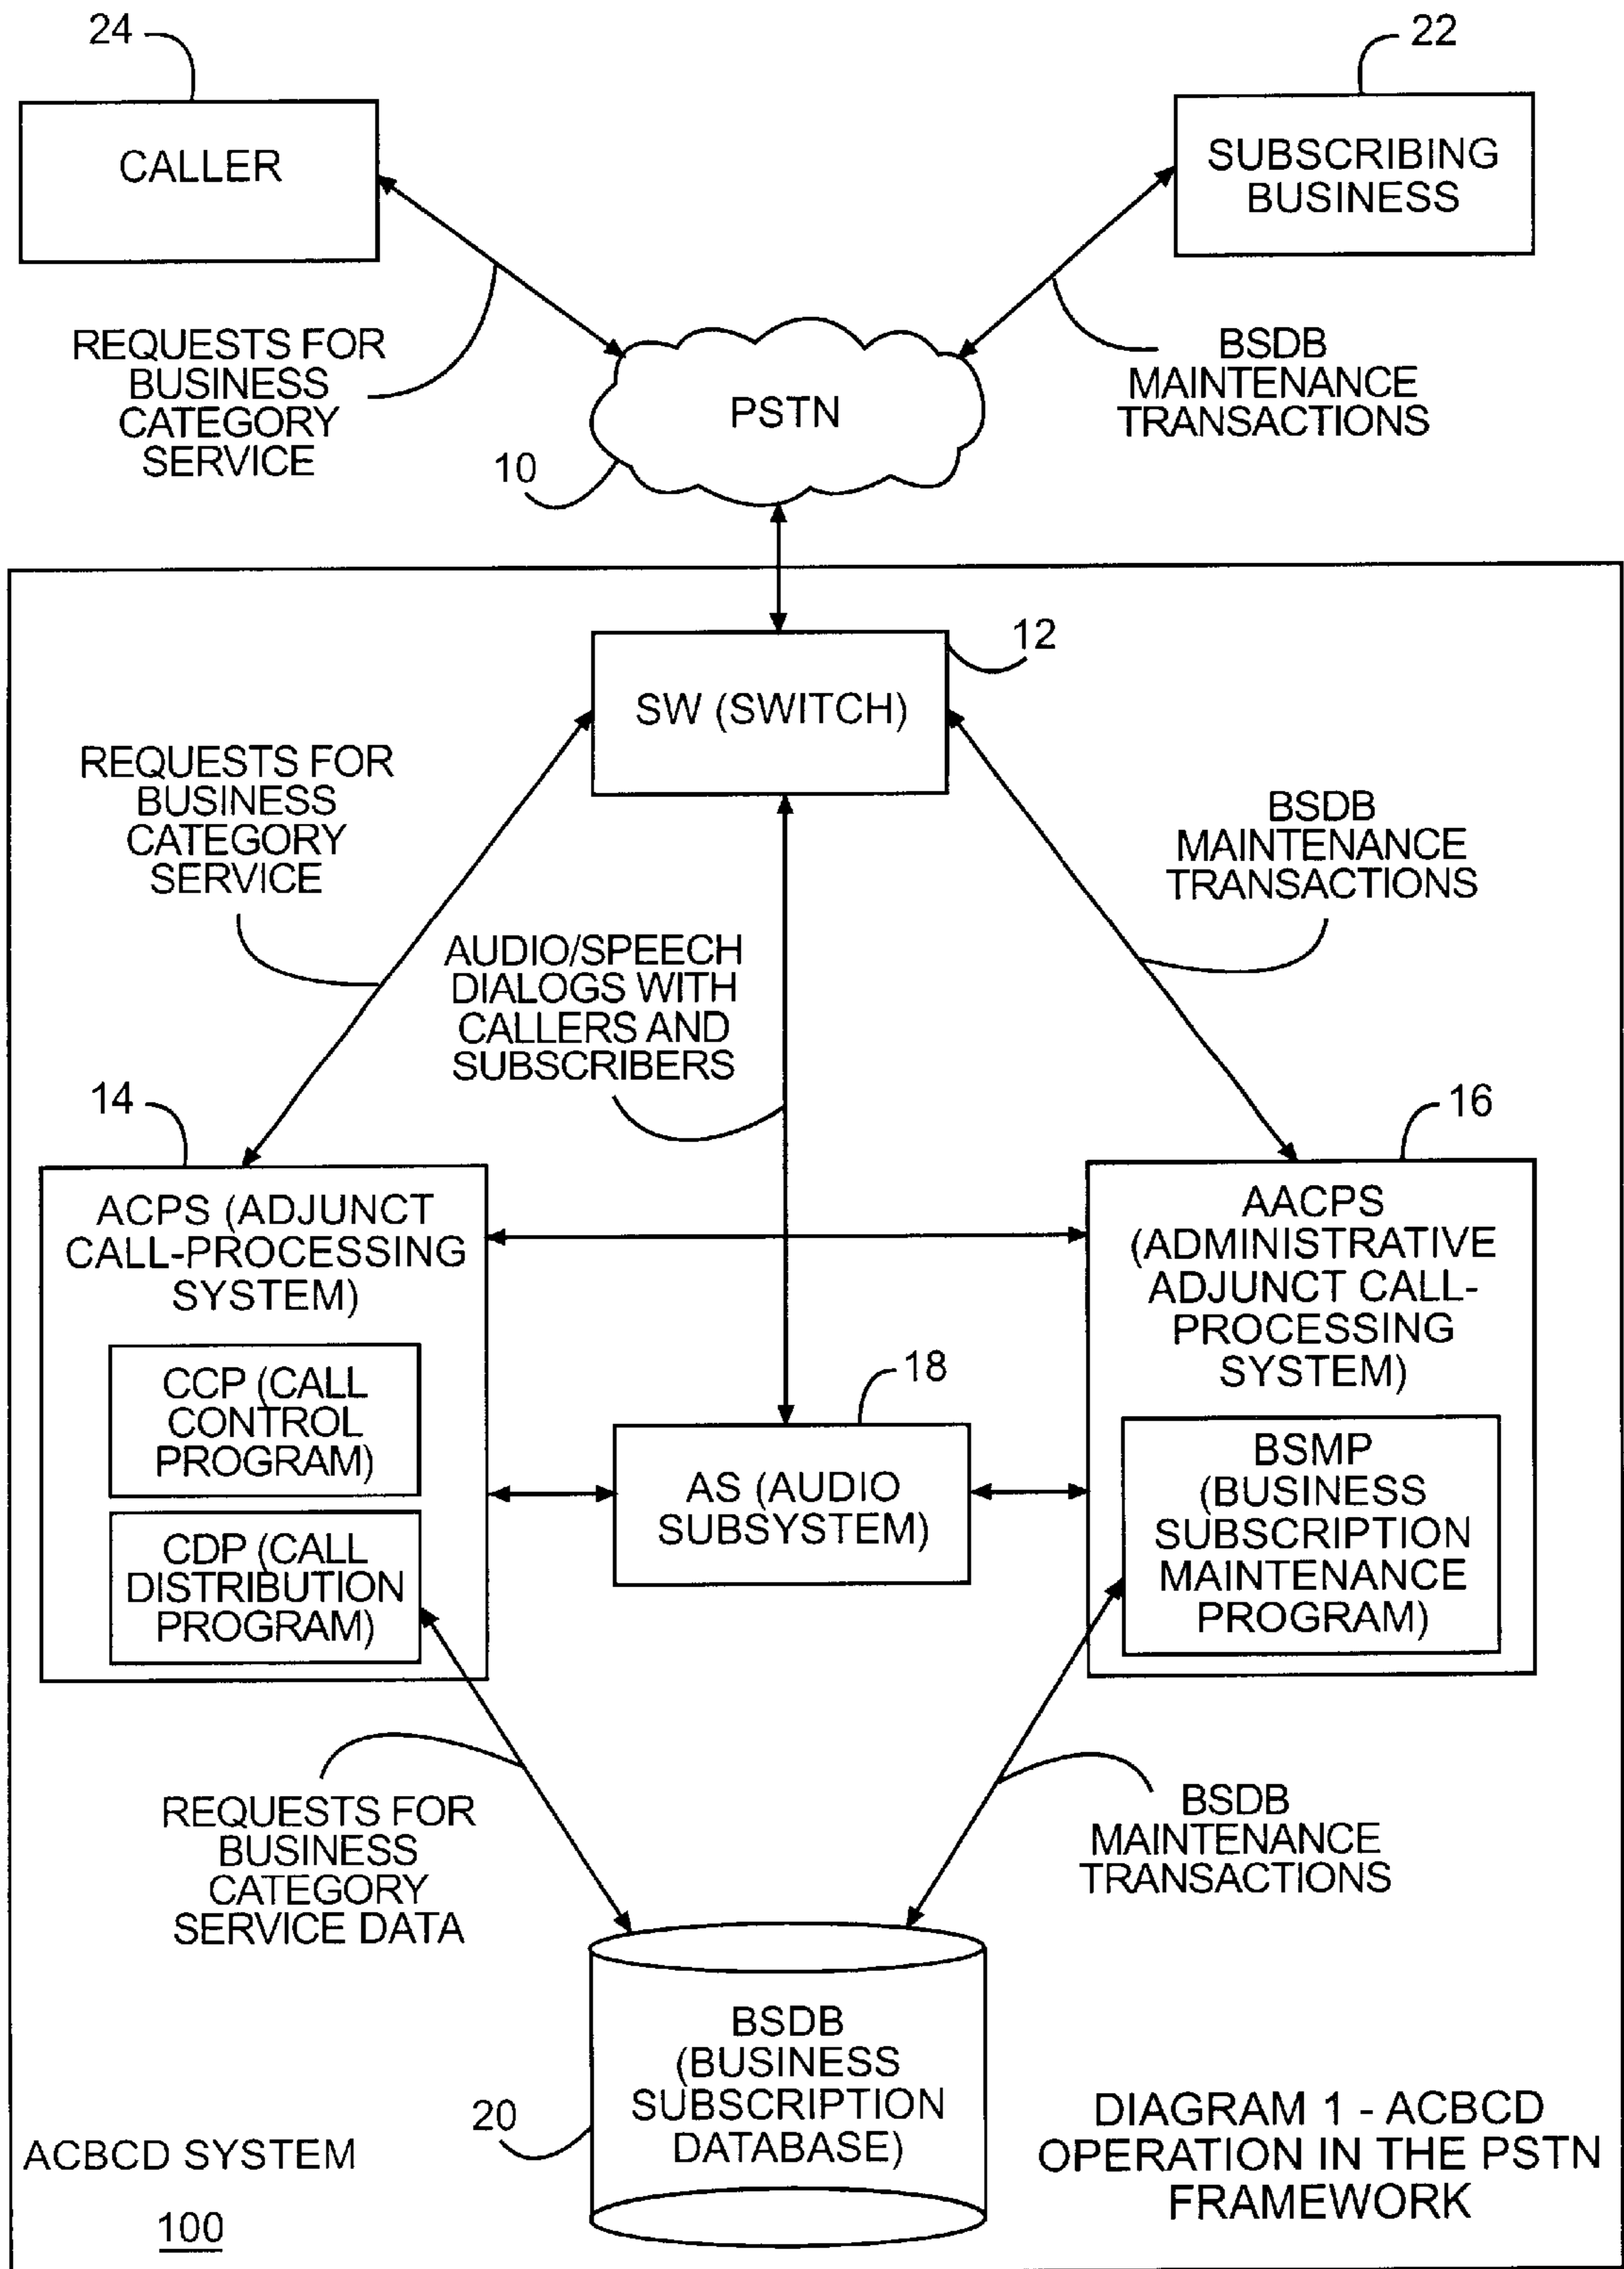 24
22
CALLER
SUBSCRIBING
BUSINESS
REQUESTS FOR
BUSINESS
CATEGORY
SERVICE
PSTN
BSDB
MAINTENANCE
TRANSACTIONS
10
12
SW (SWITCH)
REQUESTS FOR
BUSINESS
CATEGORY
SERVICE
BSDB
MAINTENANCE
TRANSACTIONS
AUDIO/SPEECH
DIALOGS WITH
CALLERS AND
SUBSCRIBERS
14
16
ACPS (ADJUNCT
CALL-PROCESSING
SYSTEM)
AACPS
(ADMINISTRATIVE
ADJUNCT CALL-
PROCESSING
SYSTEM)
CCP (CALL
CONTROL
PROGRAM)
18
CDP (CALL
DISTRIBUTION
PROGRAM)
AS (AUDIO
SUBSYSTEM)
BSMP
(BUSINESS
SUBSCRIPTION
MAINTENANCE
PROGRAM)
REQUESTS FOR
BUSINESS
CATEGORY
SERVICE DATA
BSDB
MAINTENANCE
TRANSACTIONS
BSDB
(BUSINESS
SUBSCRIPTION
DATABASE)
20
ACBCD SYSTEM
100
DIAGRAM 1 - ACBCD
OPERATION IN THE PSTN
FRAMEWORK